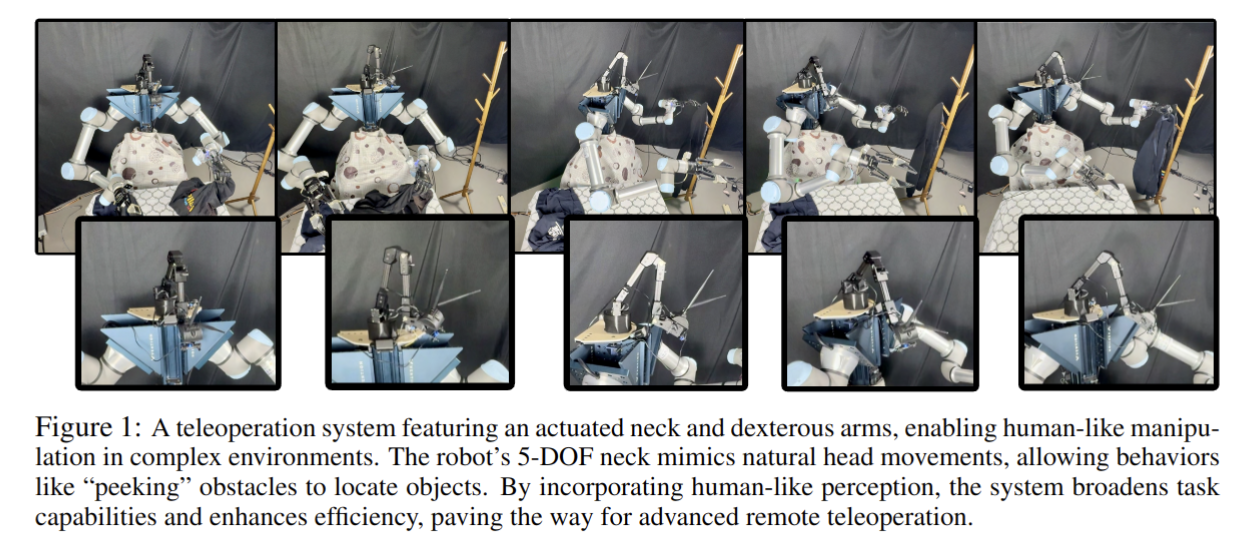 Figure 1: A teleoperation system featuring an actuated neck and dexterous arms, enabling human-like manipu-
lation in complex environments. The robot's 5-DOF neck mimics natural head movements, allowing behaviors
like “peeking” obstacles to locate objects. By incorporating human-like perception, the system broadens task
capabilities and enhances efficiency, paving the way for advanced remote teleoperation.